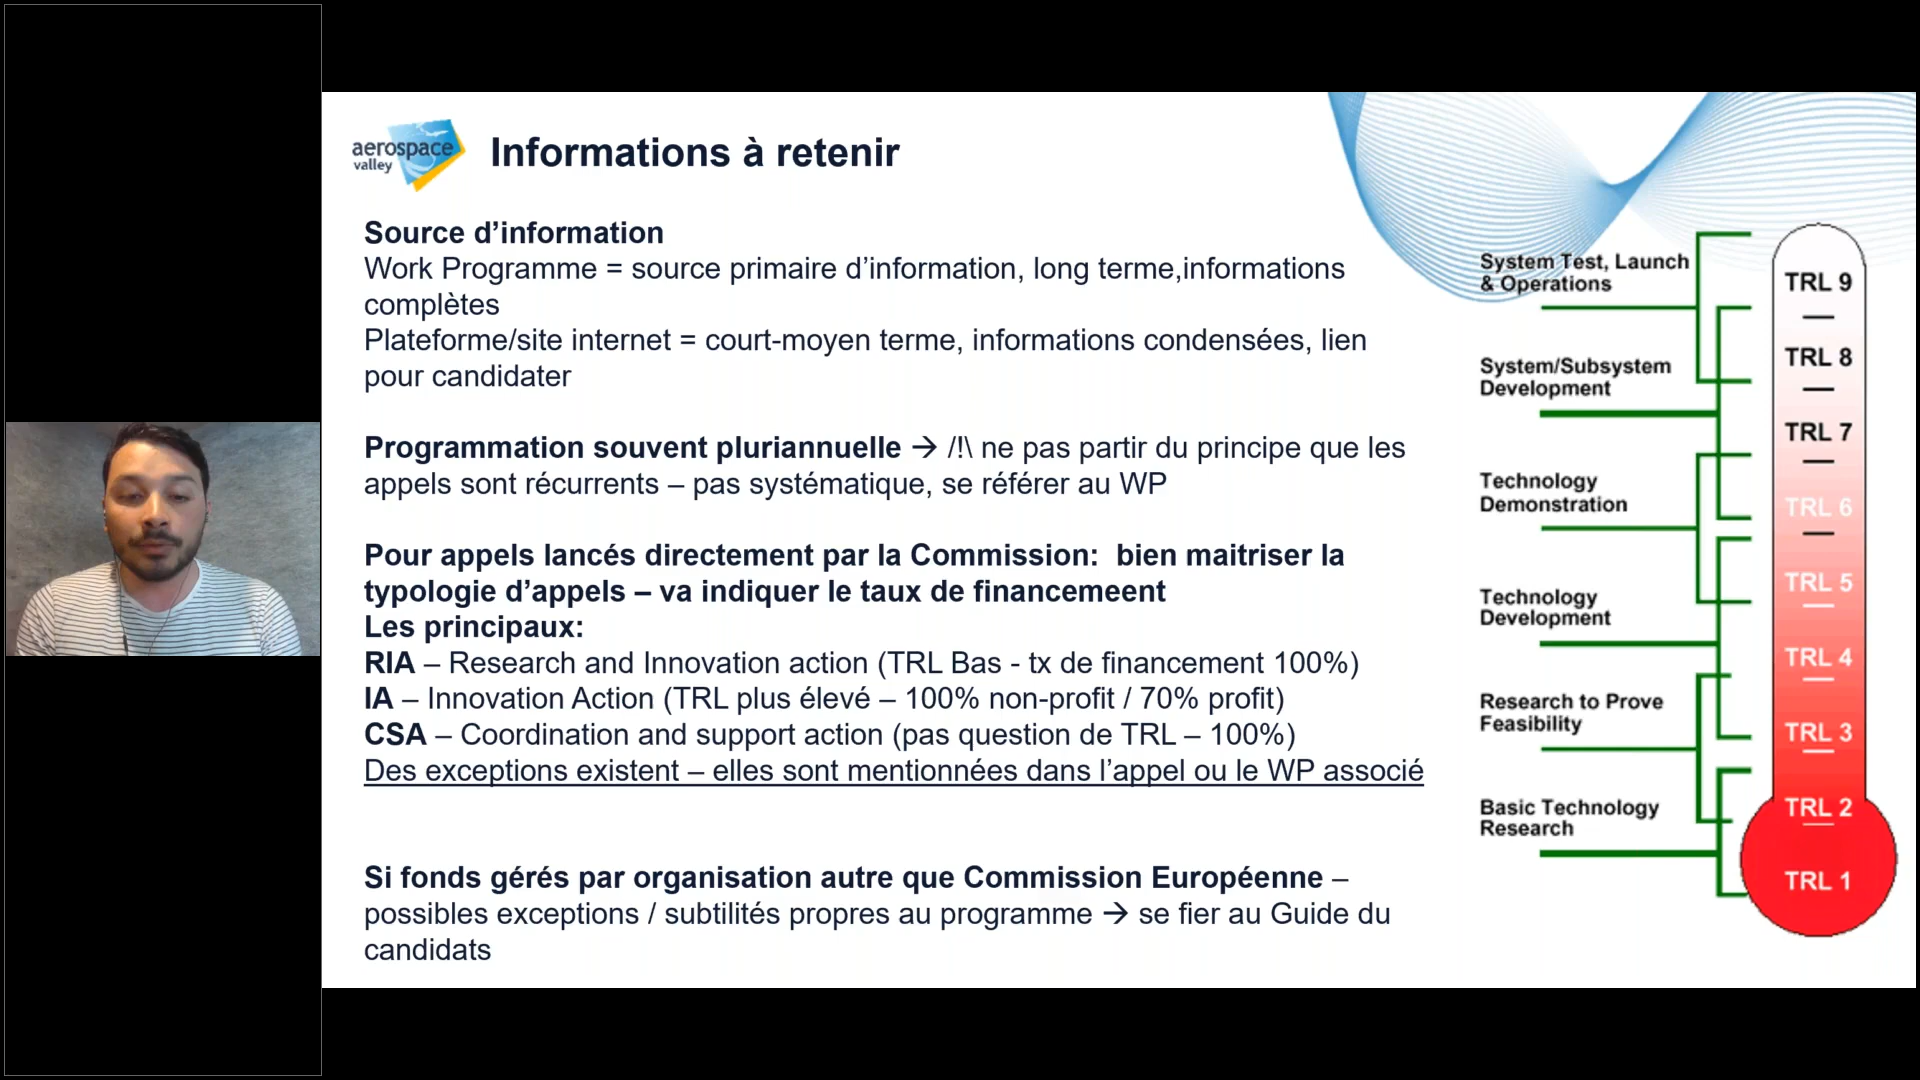 aerospace
valley
Informations à retenir
Source d’information
Work Programme = source primaire d’information, long terme,informations
complètes
Plateforme/site internet = court-moyen terme, informations condensées, lien
pour candidater
Programmation souvent pluriannuelle → /!\ ne pas partir du principe que les
appels sont récurrents – pas systématique, se référer au WP
Pour appels lancés directement par la Commission:  bien maitriser la
typologie d’appels – va indiquer le taux de financemeent
Les principaux:
RIA – Research and Innovation action (TRL Bas - tx de financement 100%)
IA – Innovation Action (TRL plus élevé – 100% non-profit / 70% profit)
CSA – Coordination and support action (pas question de TRL – 100%)
Des exceptions existent – elles sont mentionnées dans l’appel ou le WP associé
Si fonds gérés par organisation autre que Commission Européenne –
possibles exceptions / subtilités propres au programme → se fier au Guide du
candidats
System Test, Launch
& Operations
System/Subsystem
Development
Technology
Demonstration
Technology
Development
Research to Prove
Feasibility
Basic Technology
Research
TRL 9
TRL 8
TRL 7
TRL 6
TRL 5
TRL 4
TRL 3
TRL 2
TRL 1